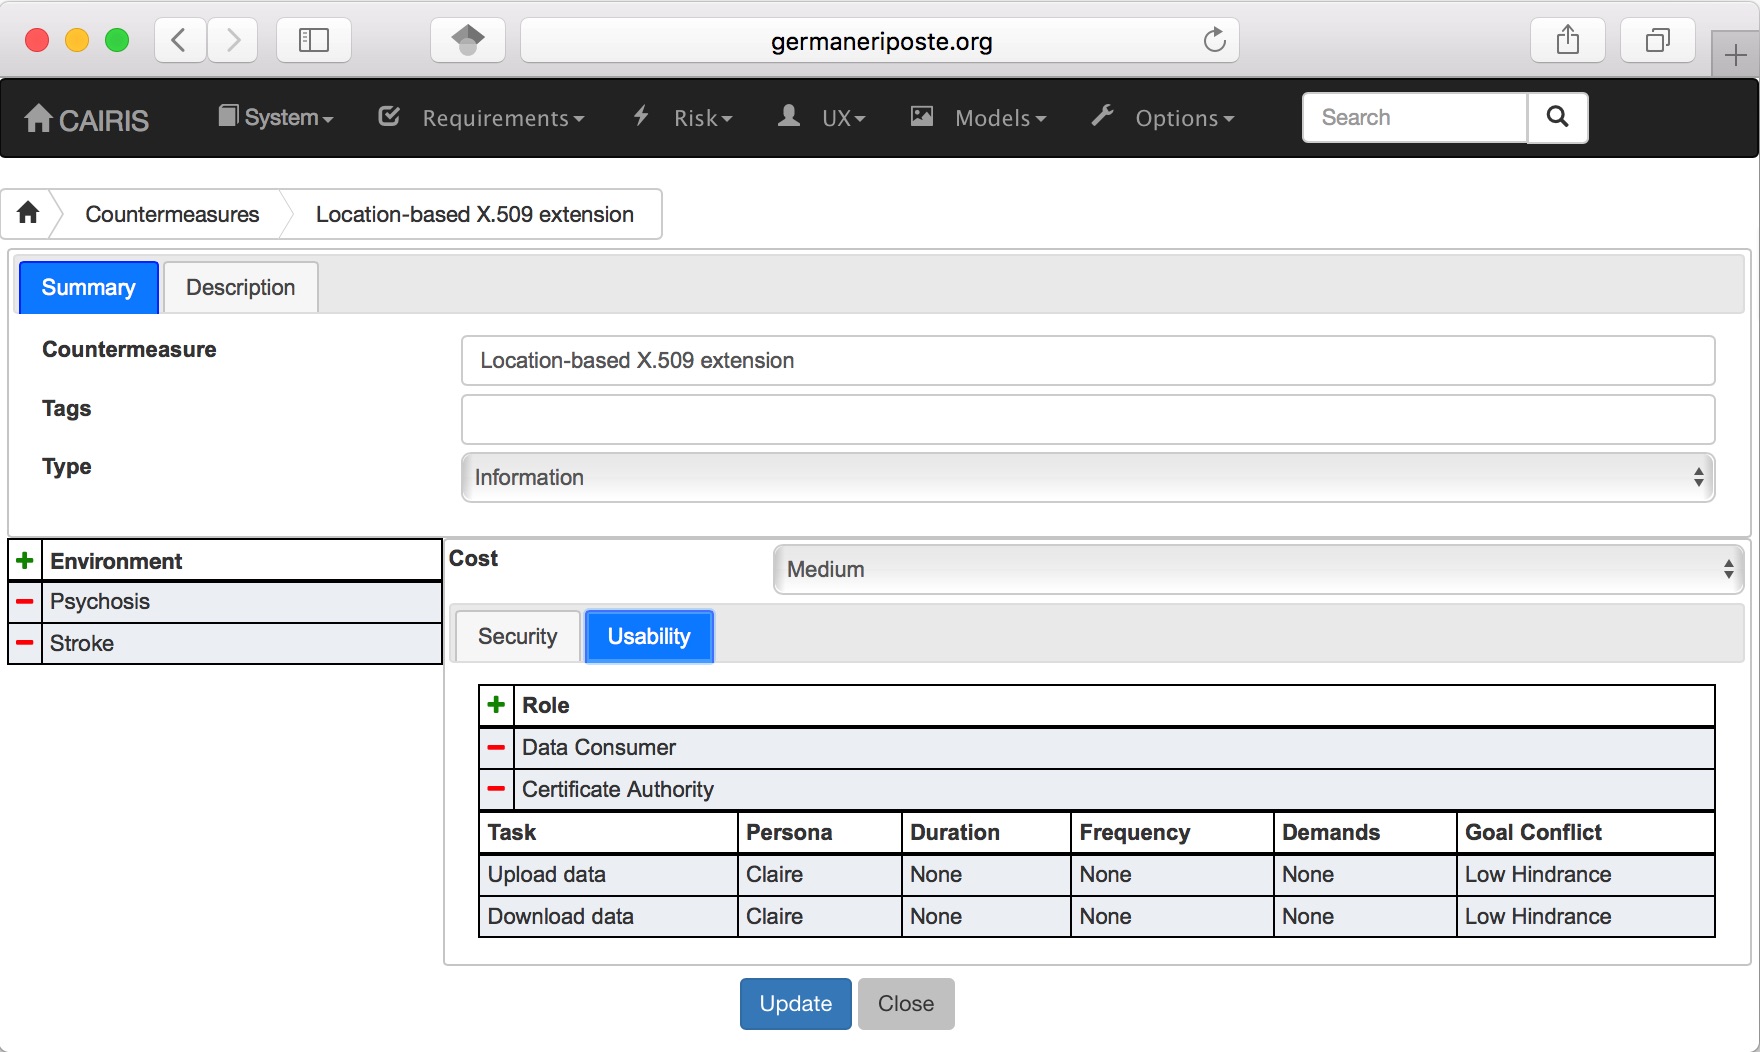 germaneriposte.org
CAIRIS System Requirements Risk UX Models Options Search
Countermeasures Location-based X.509 extension
Summary Description
Countermeasure Location-based X.509 extension
Tags
Type Information
Environment
Psychosis
Stroke
Cost Medium
Security Usability
Role
Data Consumer
Certificate Authority
Task Persona Duration Frequency Demands Goal Conflict
Upload data Claire None None None Low Hindrance
Download data Claire None None None Low Hindrance
Update Close